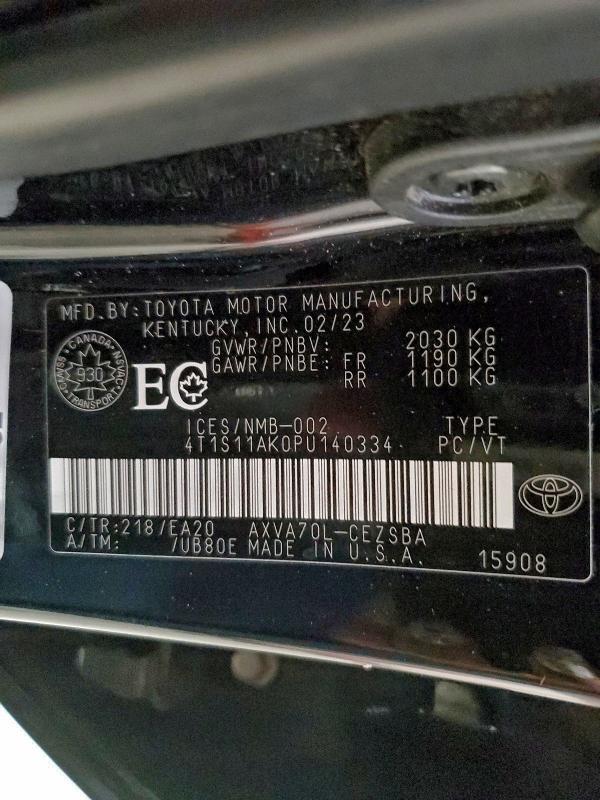 MFD.BY:TOYOTA MOTOR MANUFACTURING,
KENTUCKY,INC.02/23
GVWR/PNBV: 2030 KG
GAWR/PNBE: FR 1190 KG
RR 1100 KG
CANADA
930
TRANSPORT
EC
ICES/NMB-002 TYPE
4T1S11AK0PU140334 PC/VT
C/TR:218/EA20 AXVA70L-CEZSBA
A/TM: /UB80E MADE IN U.S.A. 15908